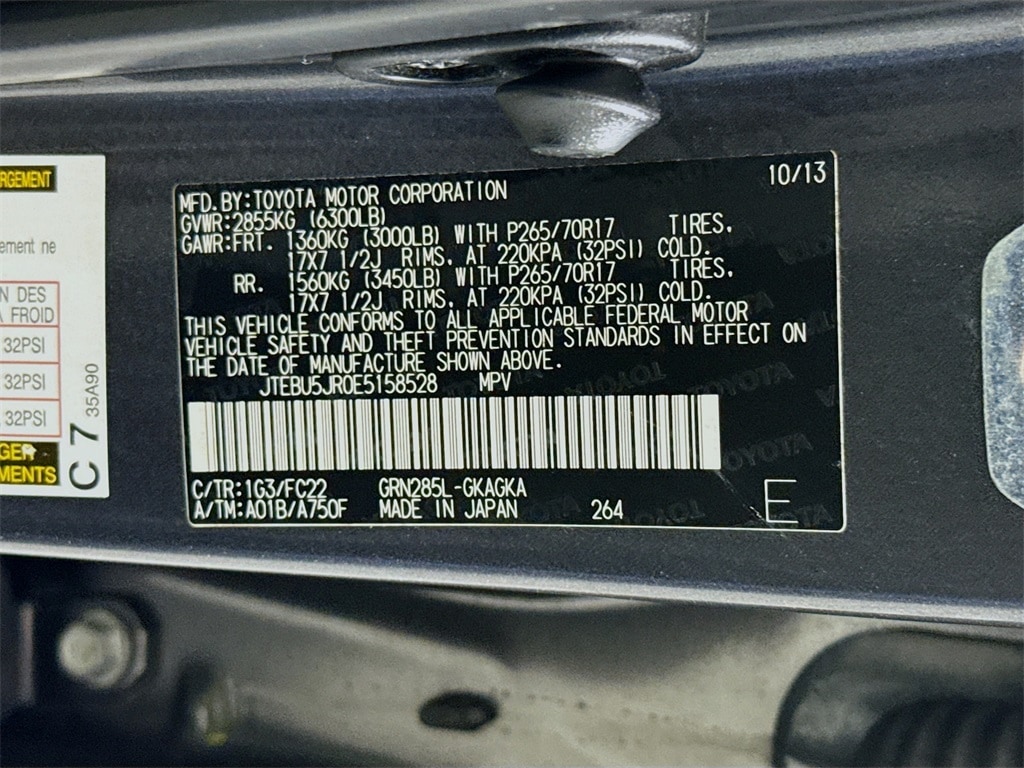 RGEMENT
ement ne
N DES
À FROID
32PSI
32PSI
32PSI
GER
MENTS
C 7
35A90
10/13
MFD.BY:TOYOTA MOTOR CORPORATION
GVWR:2855KG (6300LB)
GAWR:FRT. 1360KG (3000LB) WITH P265/70R17 TIRES.
17X7 1/2J RIMS. AT 220KPA (32PSI) COLD.
RR. 1560KG (3450LB) WITH P265/70R17 TIRES.
17X7 1/2J RIMS. AT 220KPA (32PSI) COLD.
THIS VEHICLE CONFORMS TO ALL APPLICABLE FEDERAL MOTOR
VEHICLE SAFETY AND THEFT PREVENTION STANDARDS IN EFFECT ON
THE DATE OF MANUFACTURE SHOWN ABOVE.
JTEBU5JR0E5158528 MPV
C/TR:1G3/FC22 GRN285L-GKAGKA
A/TM:A01B/A750F MADE IN JAPAN 264
E